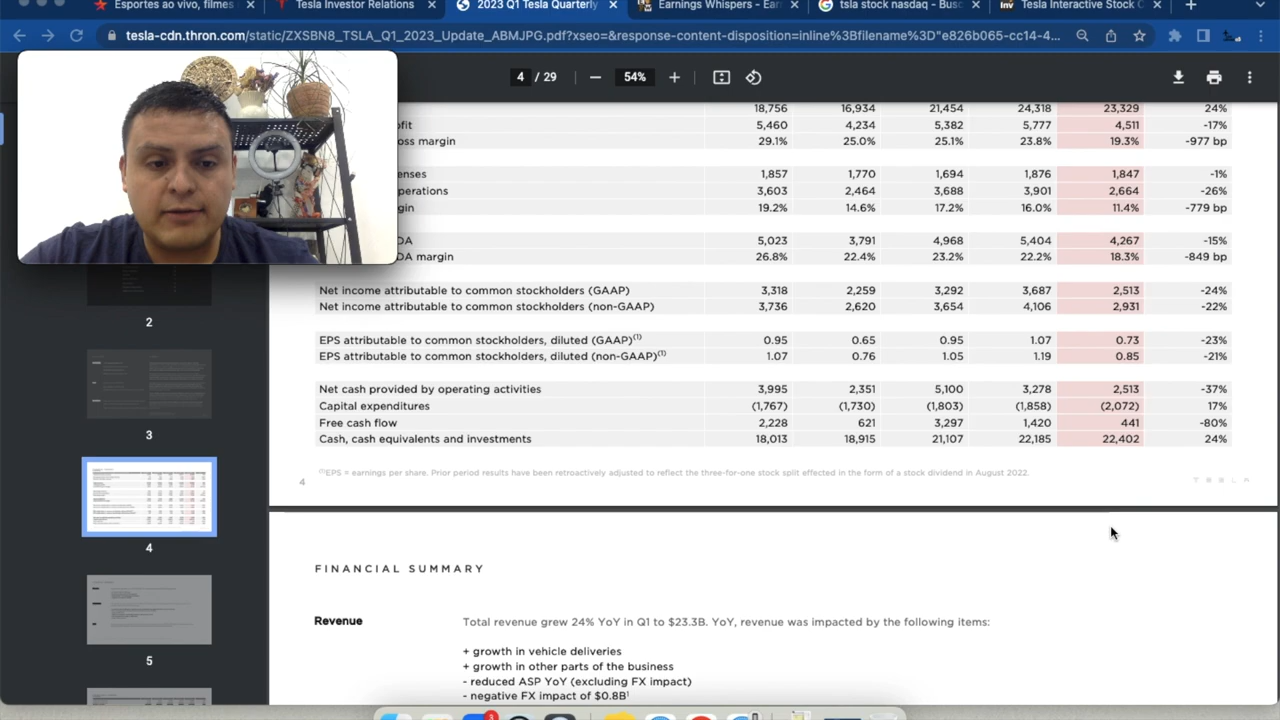 Esportes ao vivo, filmes
Tesla Investor Relations
2023 Q1 Tesla Quarterly
Earnings Whispers - Ear
tsla stock nasdaq - Busc
Tesla Interactive Stock C
tesla-cdn.thron.com/static/ZXSBN8_TSLA_Q1_2023_Update_ABMJPG.pdf?xseo=&response-content-disposition=inline%3Bfilename%3D"e826b065-cc14-4...
4 / 29 54%
18,756 16,934 21,454 24,318 23,329 24%
ofit 5,460 4,234 5,382 5,777 4,511 -17%
oss margin 29.1% 25.0% 25.1% 23.8% 19.3% -977 bp
enses 1,857 1,770 1,694 1,876 1,847 -1%
perations 3,603 2,464 3,688 3,901 2,664 -26%
gin 19.2% 14.6% 17.2% 16.0% 11.4% -779 bp
DA 5,023 3,791 4,968 5,404 4,267 -15%
DA margin 26.8% 22.4% 23.2% 22.2% 18.3% -849 bp
Net income attributable to common stockholders (GAAP) 3,318 2,259 3,292 3,687 2,513 -24%
Net income attributable to common stockholders (non-GAAP) 3,736 2,620 3,654 4,106 2,931 -22%
EPS attributable to common stockholders, diluted (GAAP)(1) 0.95 0.65 0.95 1.07 0.73 -23%
EPS attributable to common stockholders, diluted (non-GAAP)(1) 1.07 0.76 1.05 1.19 0.85 -21%
Net cash provided by operating activities 3,995 2,351 5,100 3,278 2,513 -37%
Capital expenditures (1,767) (1,730) (1,803) (1,858) (2,072) 17%
Free cash flow 2,228 621 3,297 1,420 441 -80%
Cash, cash equivalents and investments 18,013 18,915 21,107 22,185 22,402 24%
(1)EPS = earnings per share. Prior period results have been retroactively adjusted to reflect the three-for-one stock split effected in the form of a stock dividend in August 2022.
4
TESLA
2
3
4
5
FINANCIAL SUMMARY
Revenue
Total revenue grew 24% YoY in Q1 to $23.3B. YoY, revenue was impacted by the following items:
+ growth in vehicle deliveries
+ growth in other parts of the business
- reduced ASP YoY (excluding FX impact)
- negative FX impact of $0.8B1
3